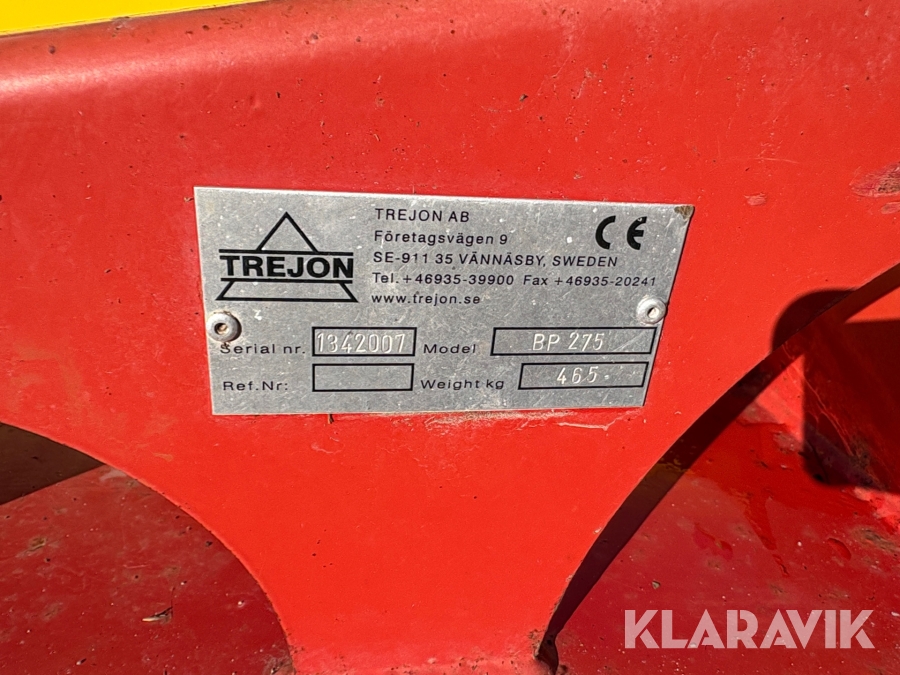 TREJON
TREJON AB
Företagsvägen 9
SE-911 35 VÄNNÄSBY, SWEDEN
Tel. +46935-39900 Fax +46935-20241
www.trejon.se
CE
Serial nr. 1342007 Model BP 275
Ref.Nr: Weight kg 465
KLARAVIK